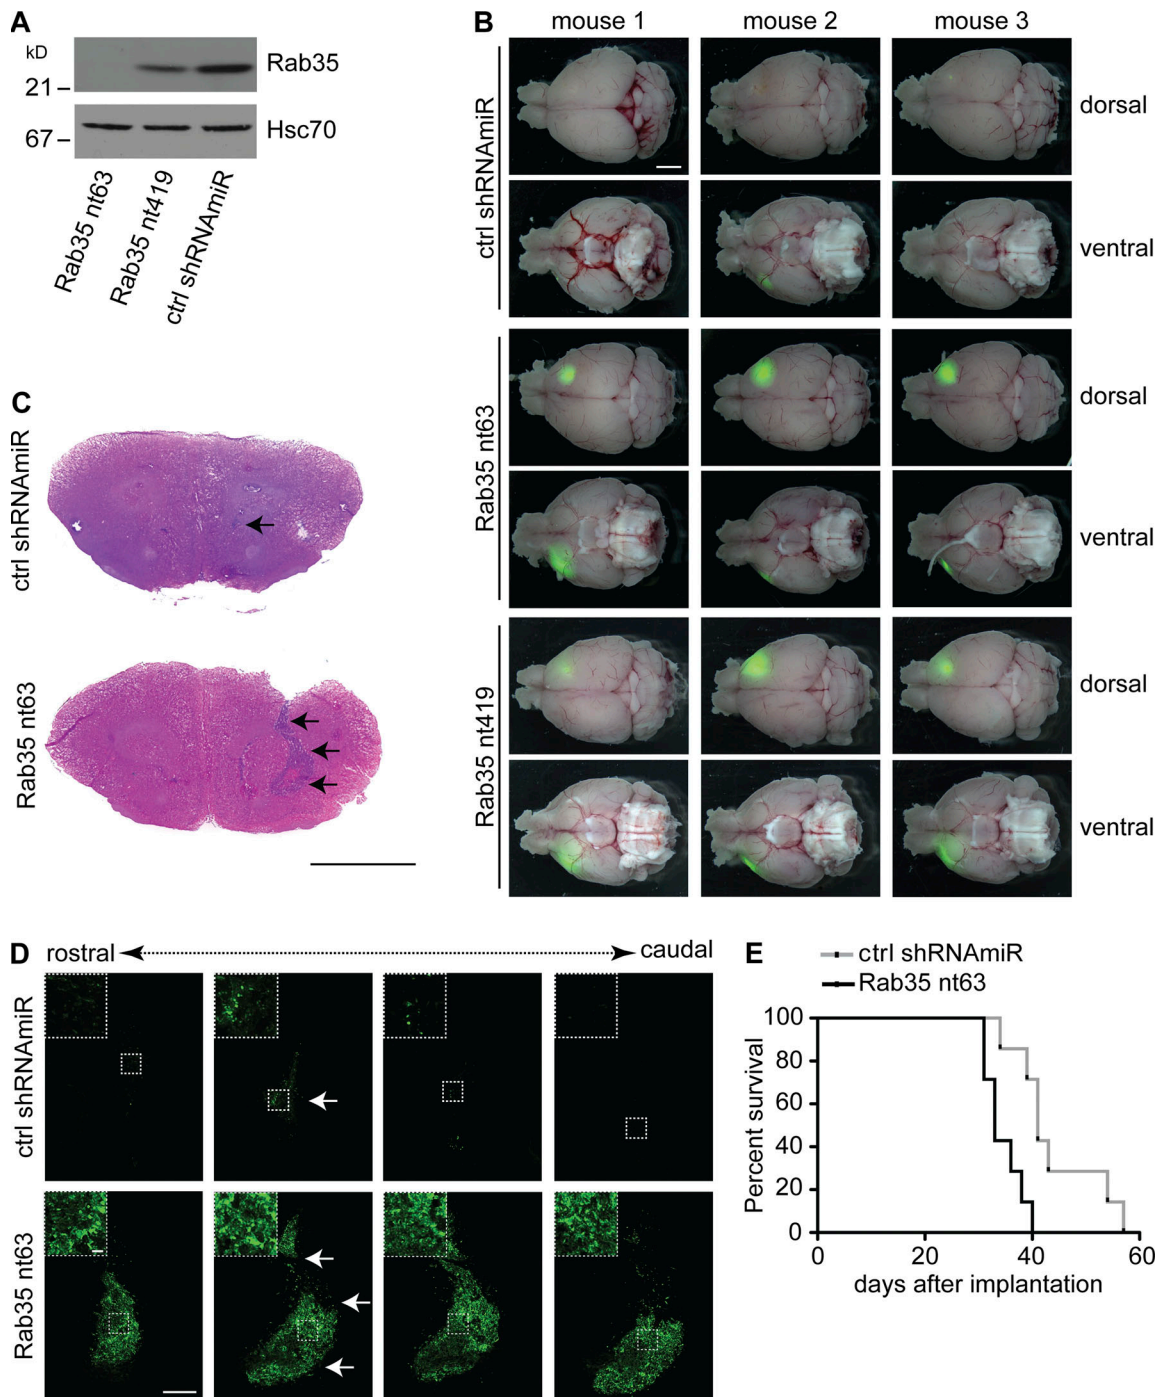 A
kD
21
67
Rab35
Hsc70
Rab35 nt63
Rab35 nt419
ctrl shRNAmiR
B
mouse 1
mouse 2
mouse 3
ctrl shRNAmiR
dorsal
ventral
Rab35 nt63
dorsal
ventral
Rab35 nt419
dorsal
ventral
C
ctrl shRNAmiR
Rab35 nt63
D
rostral
caudal
ctrl shRNAmiR
Rab35 nt63
E
ctrl shRNAmiR
Rab35 nt63
Percent survival
100
80
60
40
20
0
0
20
40
60
days after implantation